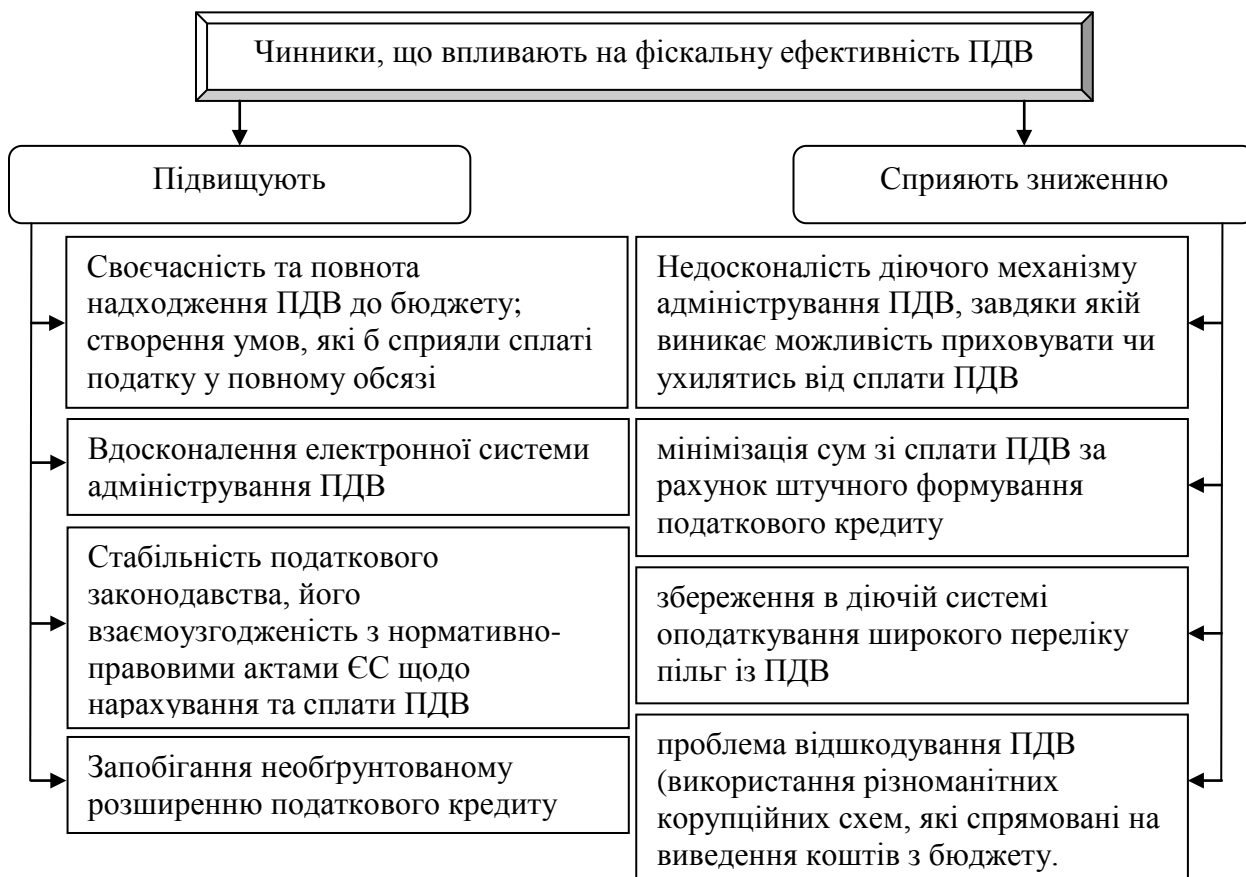 Чинники, що впливають на фіскальну ефективність ПДВ
Підвищують
Своєчасність та повнота
надходження ПДВ до бюджету;
створення умов, які б сприяли сплаті
податку у повному обсязі
Вдосконалення електронної системи
адміністрування ПДВ
Стабільність податкового
законодавства, його
взаємоузгодженість з нормативно-
правовими актами ЄС щодо
нарахування та сплати ПДВ
Запобігання необґрунтованому
розширенню податкового кредиту
Сприяють зниженню
Недосконалість діючого механізму
адміністрування ПДВ, завдяки якій
виникає можливість приховувати чи
ухилятись від сплати ПДВ
мінімізація сум зі сплати ПДВ за
рахунок штучного формування
податкового кредиту
збереження в діючій системі
оподаткування широкого переліку
пільг із ПДВ
проблема відшкодування ПДВ
(використання різноманітних
корупційних схем, які спрямовані на
виведення коштів з бюджету.